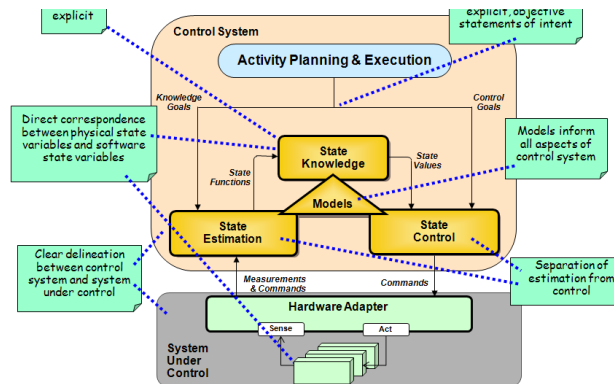 explicit
Control System
explicit, objective
statements of intent
Activity Planning & Execution
Knowledge
Goals
Control
Goals
Direct correspondence
between physical state
variables and software
state variables
State
Knowledge
Models inform
all aspects of
control system
State
Functions
State
Values
Models
State
Estimation
State
Control
Clear delineation
between control
system and system
under control
Measurements
& Commands
Commands
Separation of
estimation from
control
Hardware Adapter
Sense
Act
System
Under
Control